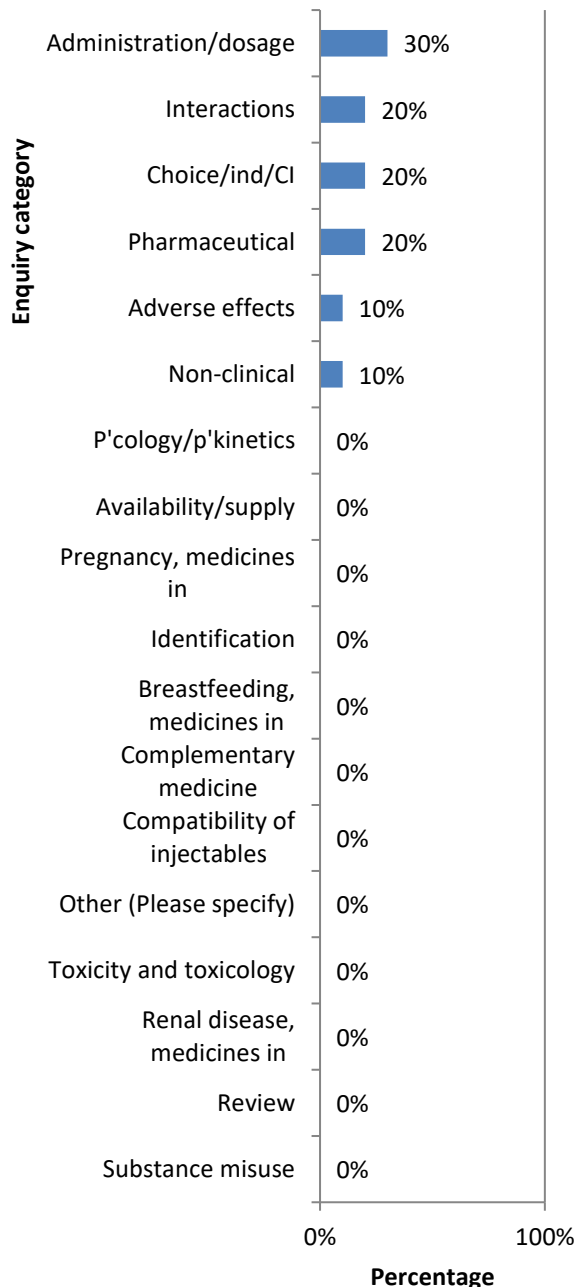 Enquiry category
Administration/dosage 30%
Interactions 20%
Choice/ind/CI 20%
Pharmaceutical 20%
Adverse effects 10%
Non-clinical 10%
P'cology/p'kinetics 0%
Availability/supply 0%
Pregnancy, medicines
in 0%
Identification 0%
Breastfeeding,
medicines in 0%
Complementary
medicine 0%
Compatibility of
injectables 0%
Other (Please specify) 0%
Toxicity and toxicology 0%
Renal disease,
medicines in 0%
Review 0%
Substance misuse 0%
0% 100%
Percentage